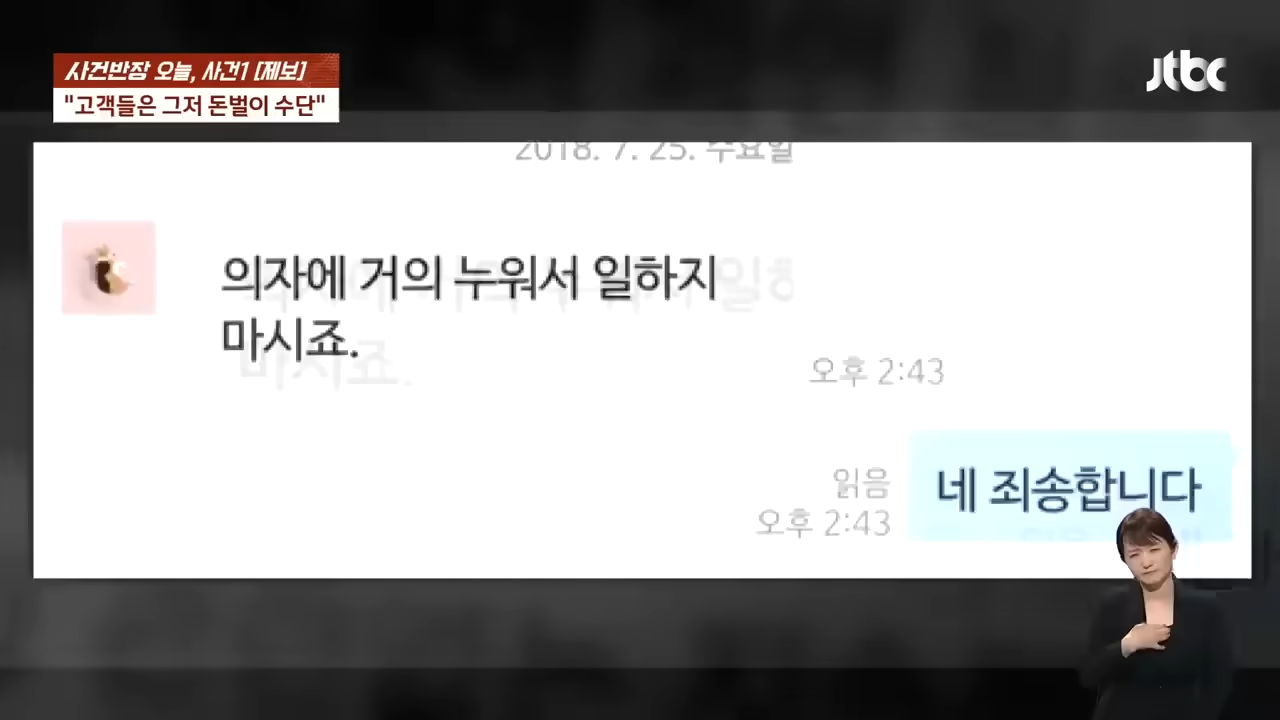 사건반장 오늘, 사건1 [제보]
"고객들은 그저 돈벌이 수단"
jtbc
2018. 7. 25. 수요일
의자에 거의 누워서 일하지
마시죠.
오후 2:43
읽음
네 죄송합니다
오후 2:43